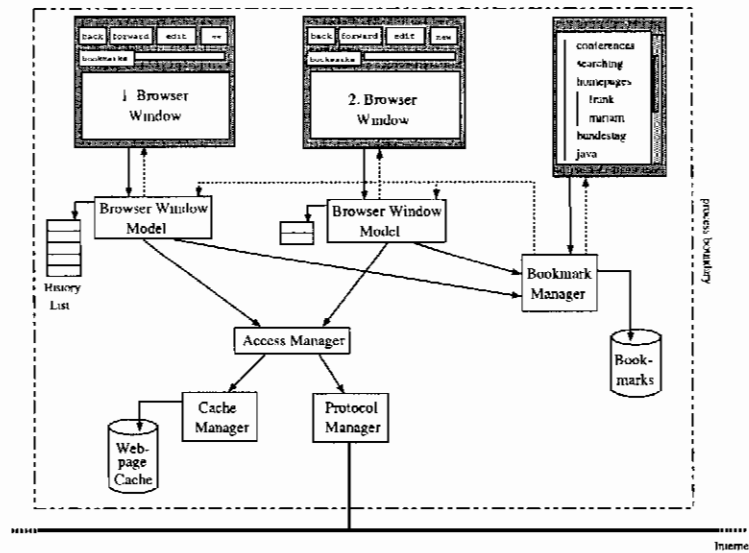 back forward edit
bookmarks
1. Browser
Window
back forward edit new
bookmarks
2. Browser
Window
conferences
searching
homepages
frank
miriam
bundestag
java
Browser Window
Model
History
List
Browser Window
Model
Bookmark
Manager
process boundary
Access Manager
Book-
marks
Cache
Manager
Protocol
Manager
Web-
page
Cache
Interne